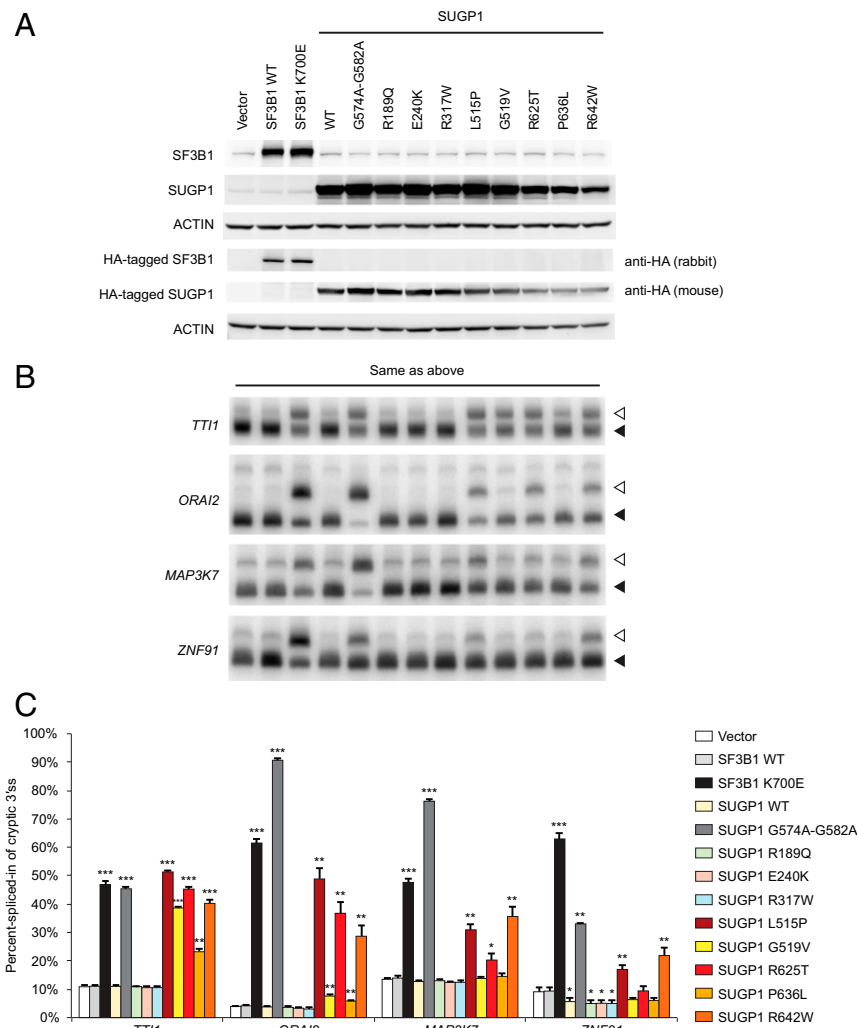 A
SUGP1
Vector
SF3B1 WT
SF3B1 K700E
WT
G574A-G582A
R189Q
E240K
R317W
L515P
G519V
R625T
P636L
R642W
SF3B1
SUGP1
ACTIN
HA-tagged SF3B1 anti-HA (rabbit)
HA-tagged SUGP1 anti-HA (mouse)
ACTIN
B
Same as above
TTI1
ORAI2
MAP3K7
ZNF91
C
Percent-spliced-in of cryptic 3'ss
100%
90%
80%
70%
60%
50%
40%
30%
20%
10%
0%
*** *** *** *** *** ** ***
*** *** ** ** ** ** **
*** *** ** * **
*** * ** * * * ** **
TTI1 ORAI2 MAP3K7 ZNF91
Vector
SF3B1 WT
SF3B1 K700E
SUGP1 WT
SUGP1 G574A-G582A
SUGP1 R189Q
SUGP1 E240K
SUGP1 R317W
SUGP1 L515P
SUGP1 G519V
SUGP1 R625T
SUGP1 P636L
SUGP1 R642W